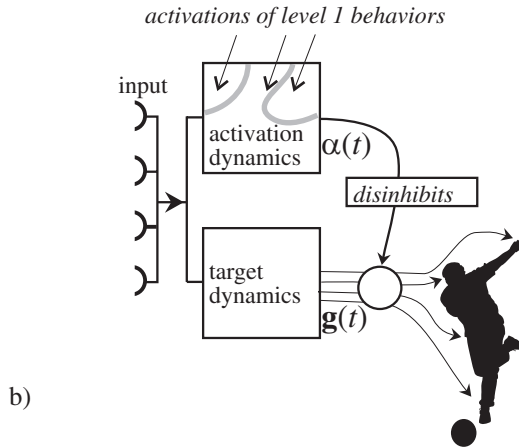 activations of level 1 behaviors
input
activation
dynamics
α(t)
disinhibits
target
dynamics
g(t)
b)